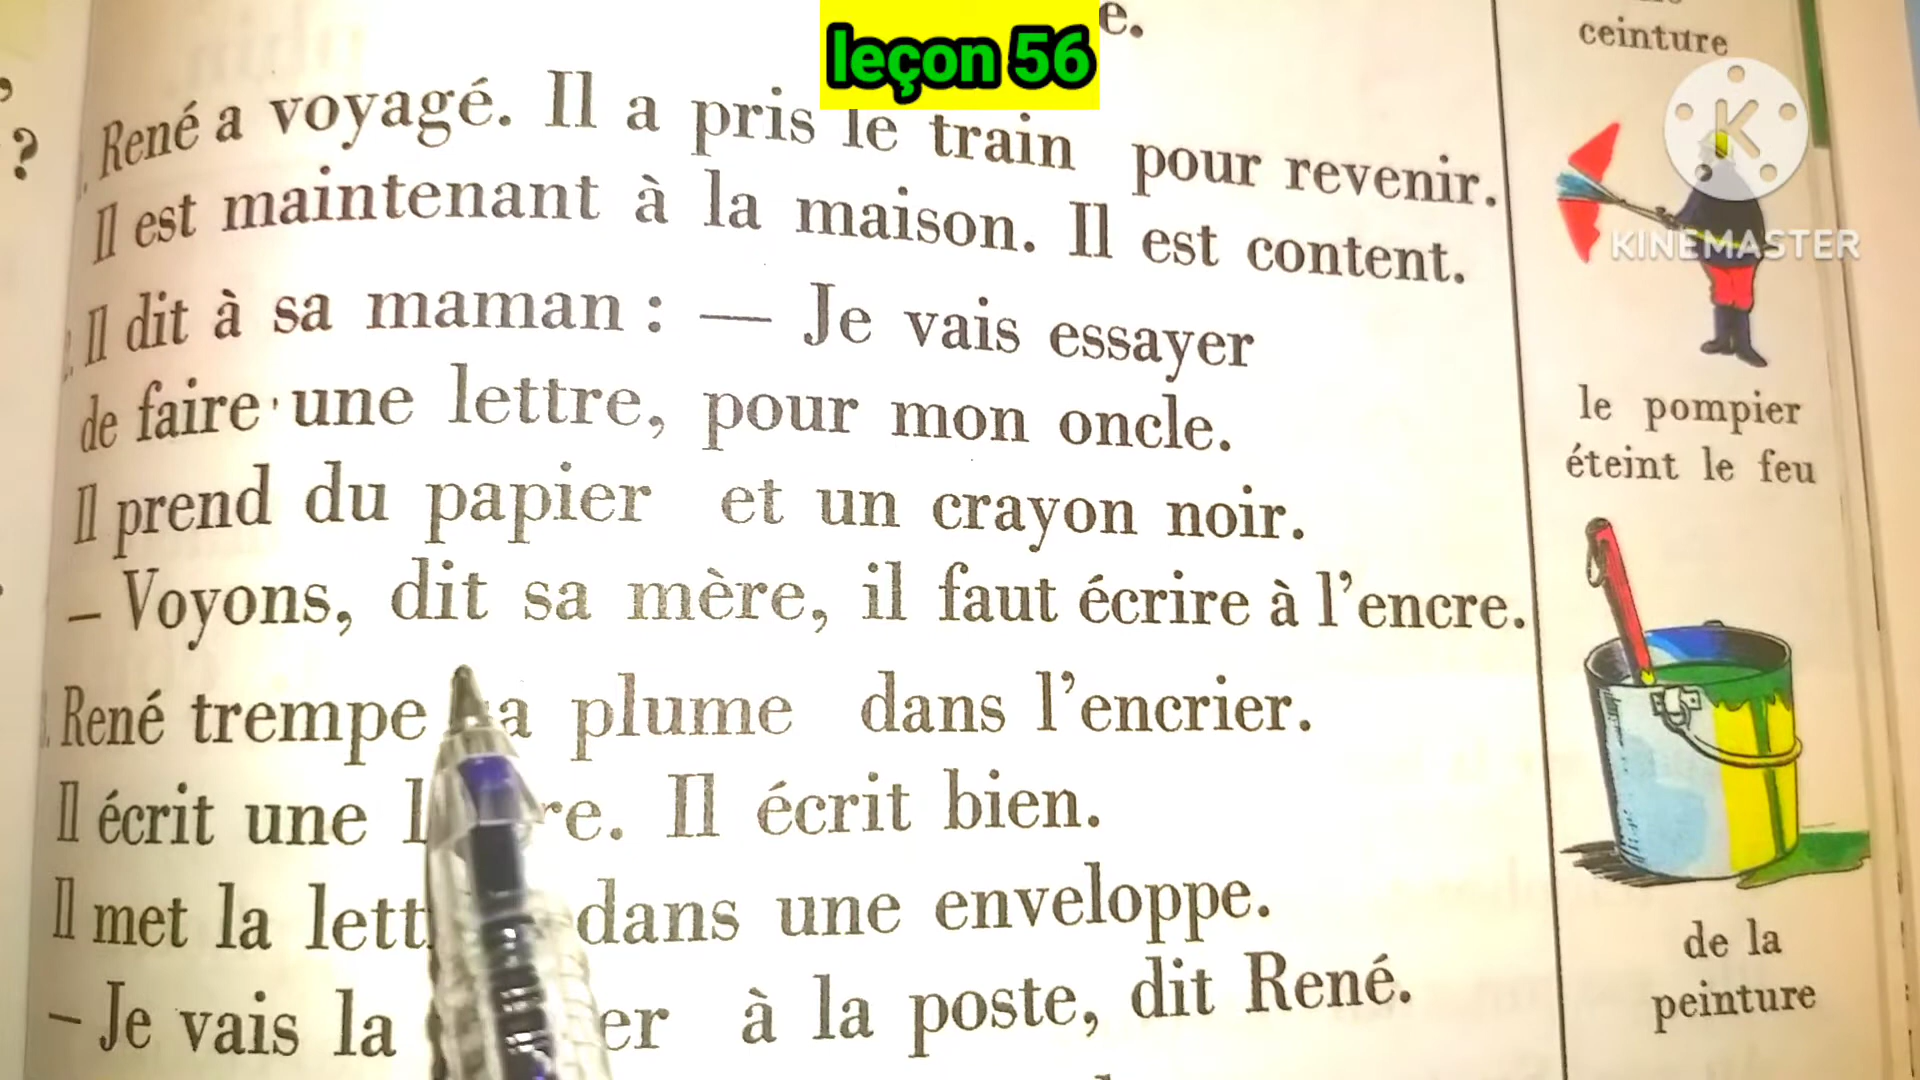 leçon 56
e.
René a voyagé. Il a pris le train pour revenir.
Il est maintenant à la maison. Il est content.
Il dit à sa maman : — Je vais essayer
de faire une lettre, pour mon oncle.
Il prend du papier et un crayon noir.
– Voyons, dit sa mère, il faut écrire à l'encre.
René trempe plume dans l'encrier.
Il écrit une Il écrit bien.
Il met la dans une enveloppe.
– Je vais la à la poste, dit René.
?
ceinture
KINEMASTER
le pompier
éteint le feu
de la
peinture